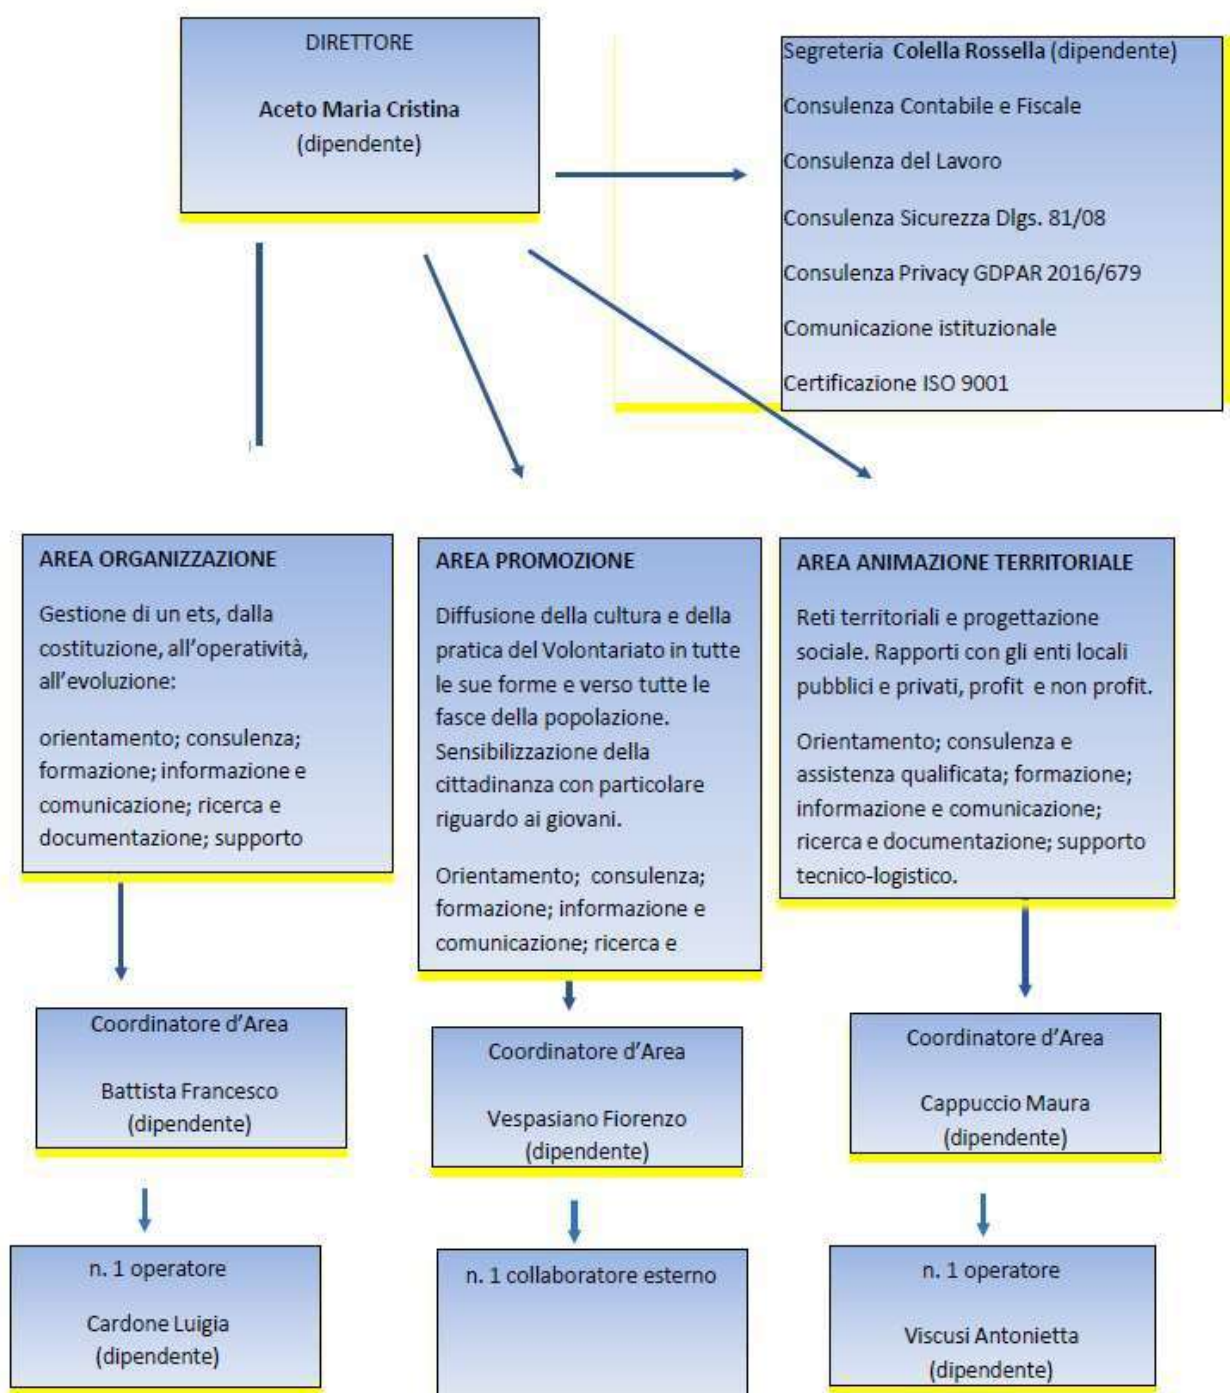 DIRETTORE
Aceto Maria Cristina
(dipendente)
Segreteria Colella Rossella (dipendente)
Consulenza Contabile e Fiscale
Consulenza del Lavoro
Consulenza Sicurezza Dlgs. 81/08
Consulenza Privacy GDPAR 2016/679
Comunicazione istituzionale
Certificazione ISO 9001
AREA ORGANIZZAZIONE
Gestione di un ets, dalla
costituzione, all'operatività,
all'evoluzione:
orientamento; consulenza;
formazione; informazione e
comunicazione; ricerca e
documentazione; supporto
AREA PROMOZIONE
Diffusione della cultura e della
pratica del Volontariato in tutte
le sue forme e verso tutte le
fasce della popolazione.
Sensibilizzazione della
cittadinanza con particolare
riguardo ai giovani.
Orientamento; consulenza;
formazione; informazione e
comunicazione; ricerca e
AREA ANIMAZIONE TERRITORIALE
Reti territoriali e progettazione
sociale. Rapporti con gli enti locali
pubblici e privati, profit e non profit.
Orientamento; consulenza e
assistenza qualificata; formazione;
informazione e comunicazione;
ricerca e documentazione; supporto
tecnico-logistico.
Coordinatore d'Area
Battista Francesco
(dipendente)
Coordinatore d'Area
Vespasiano Fiorenzo
(dipendente)
Coordinatore d'Area
Cappuccio Maura
(dipendente)
n. 1 operatore
Cardone Luigia
(dipendente)
n. 1 collaboratore esterno
n. 1 operatore
Viscusi Antonietta
(dipendente)